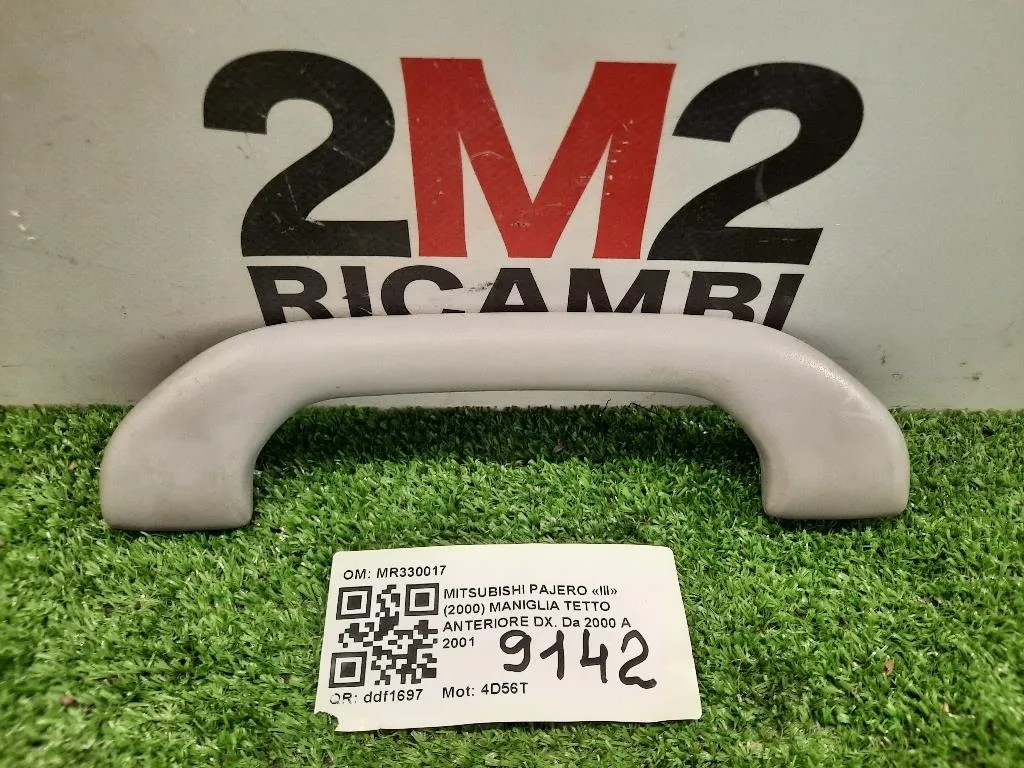 2M2
RICAMBI
OM: MR330017
MITSUBISHI PAJERO «III»
(2000) MANIGLIA TETTO
ANTERIORE DX. Da 2000 A
2001
9142
QR: ddf1697 Mot: 4D56T